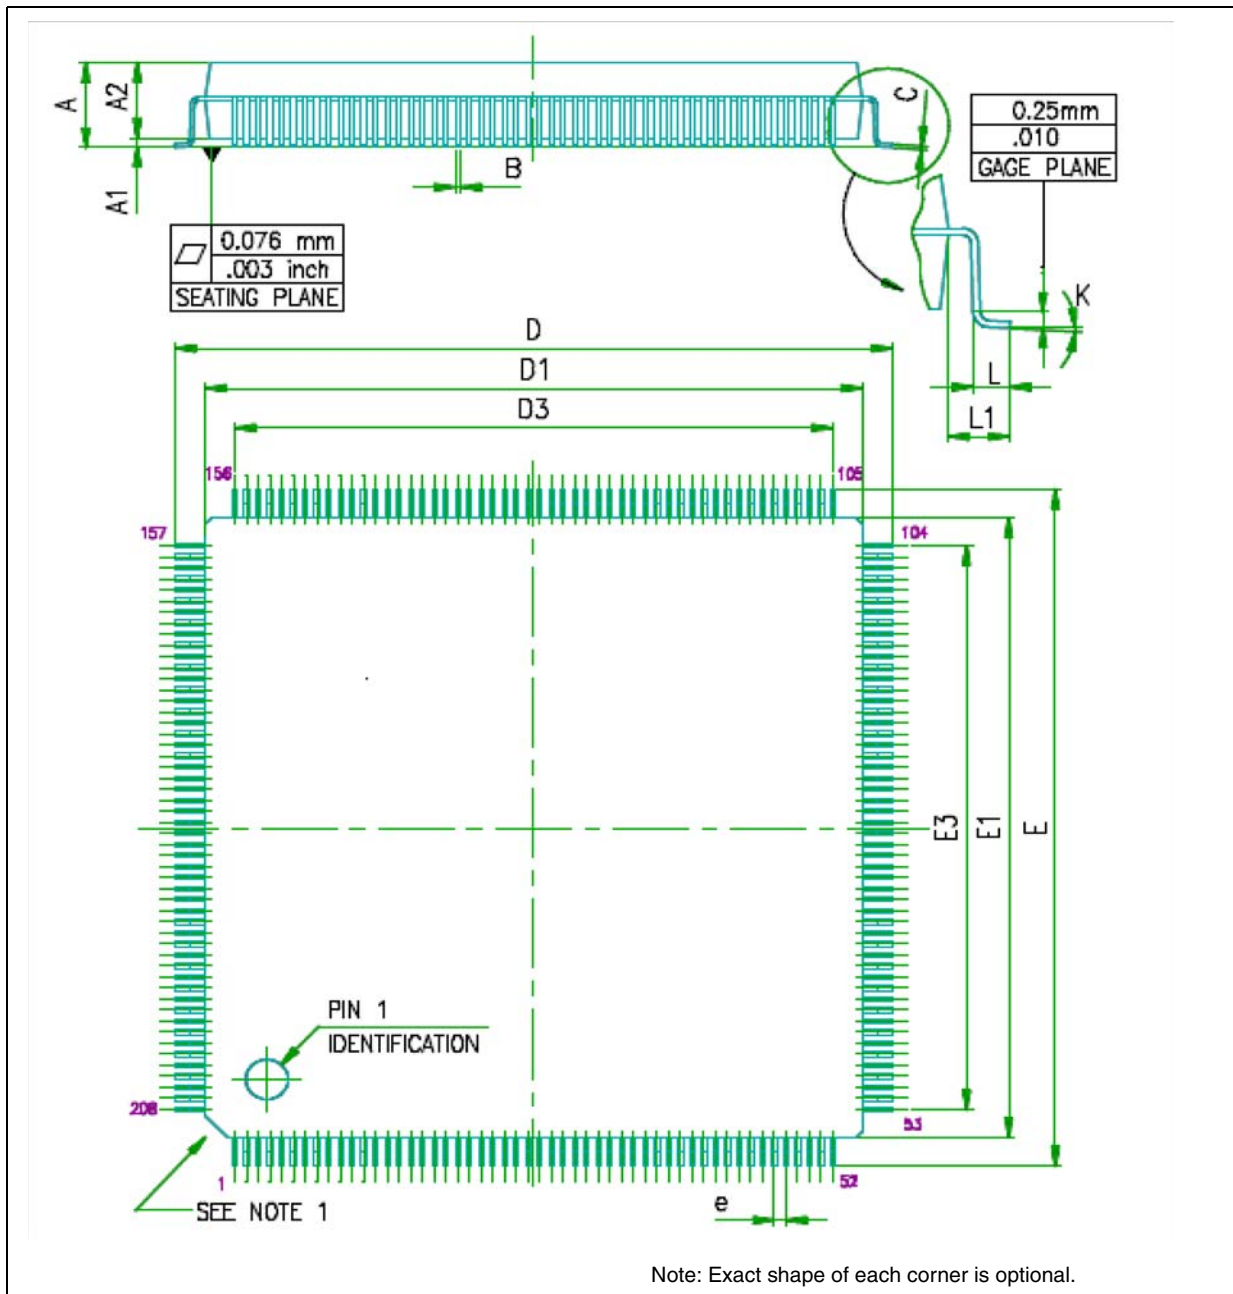 A
A2
A1
B
C
0.25mm
.010
GAGE PLANE
0.076 mm
.003 inch
SEATING PLANE
K
L
L1
D
D1
D3
156
105
157
104
E3
E1
E
PIN 1
IDENTIFICATION
208
53
1
52
SEE NOTE 1
e
Note: Exact shape of each corner is optional.